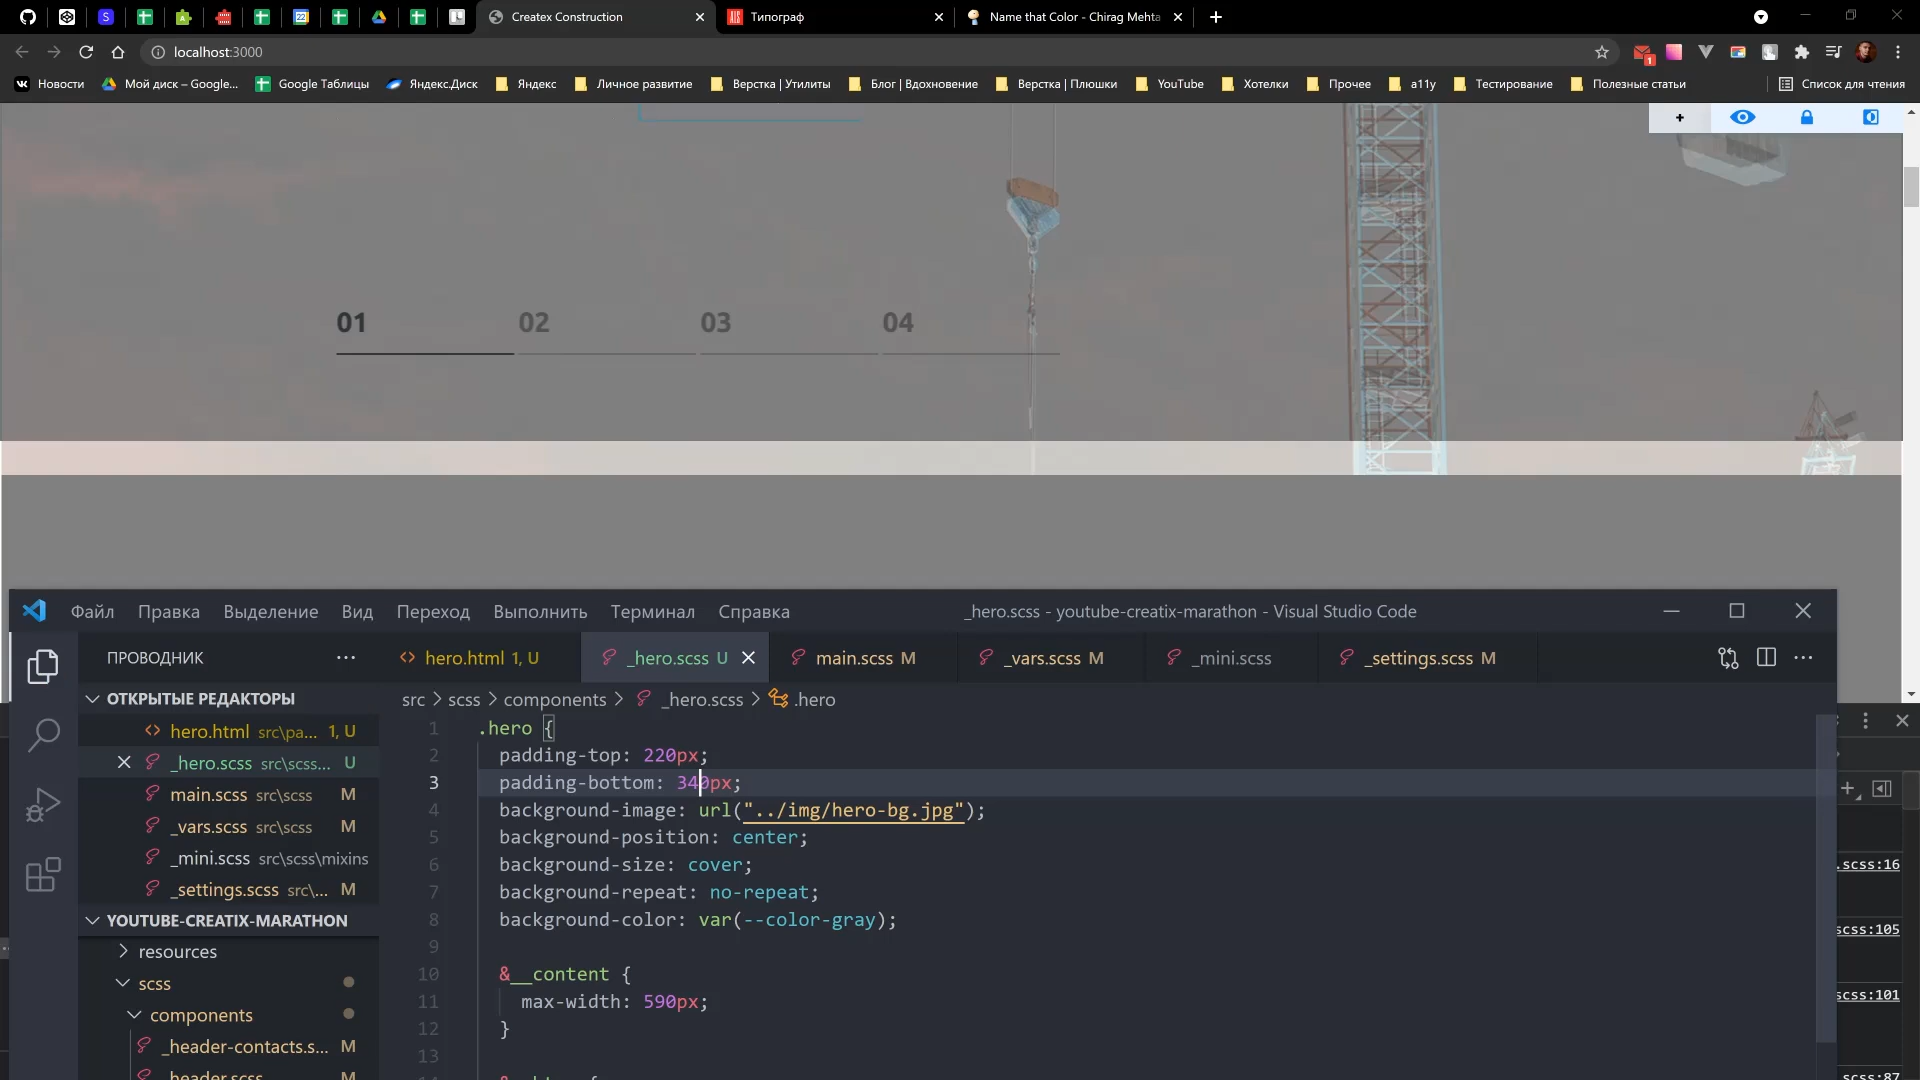 Createx Construction
Типограф
Name that Color - Chirag Mehta
localhost:3000
Новости
Мой диск – Google...
Google Таблицы
Яндекс.Диск
Яндекс
Личное развитие
Верстка | Утилиты
Блог | Вдохновение
Верстка | Плюшки
YouTube
Хотелки
Прочее
a11y
Тестирование
Полезные статьи
Список для чтения
01 02 03 04
Файл Правка Выделение Вид Переход Выполнить Терминал Справка
_hero.scss - youtube-creatix-marathon - Visual Studio Code
ПРОВОДНИК
hero.html 1, U
_hero.scss U
main.scss M
_vars.scss M
_mini.scss
_settings.scss M
ОТКРЫТЫЕ РЕДАКТОРЫ
hero.html src\pa... 1, U
_hero.scss src\scss... U
main.scss src\scss M
_vars.scss src\scss M
_mini.scss src\scss\mixins
_settings.scss src\... M
YOUTUBE-CREATIX-MARATHON
resources
scss
components
_header-contacts.s... M
_header.scss M
src > scss > components > _hero.scss > .hero
1 .hero {
2 padding-top: 220px;
3 padding-bottom: 340px;
4 background-image: url("../img/hero-bg.jpg");
5 background-position: center;
6 background-size: cover;
7 background-repeat: no-repeat;
8 background-color: var(--color-gray);
9
10 &__content {
11 max-width: 590px;
12 }
13
.scss:16
scss:105
scss:101
scss:87